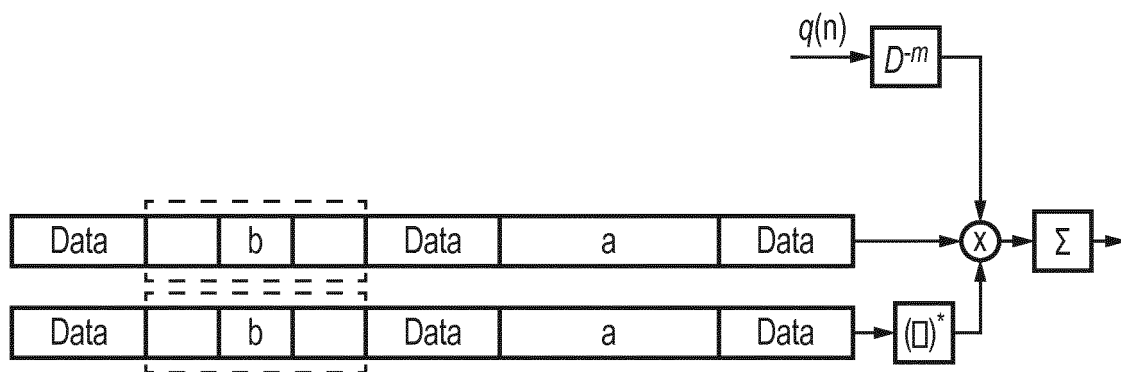 q(n)
D-m
Data b Data a Data
X
Σ
Data b Data a Data
(▯)*